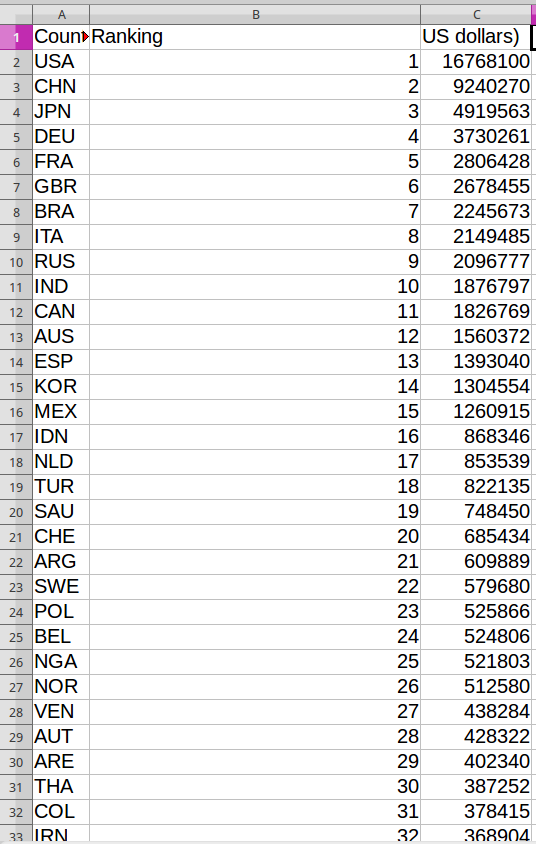 A B C
1 Coun Ranking US dollars)
2 USA 1 16768100
3 CHN 2 9240270
4 JPN 3 4919563
5 DEU 4 3730261
6 FRA 5 2806428
7 GBR 6 2678455
8 BRA 7 2245673
9 ITA 8 2149485
10 RUS 9 2096777
11 IND 10 1876797
12 CAN 11 1826769
13 AUS 12 1560372
14 ESP 13 1393040
15 KOR 14 1304554
16 MEX 15 1260915
17 IDN 16 868346
18 NLD 17 853539
19 TUR 18 822135
20 SAU 19 748450
21 CHE 20 685434
22 ARG 21 609889
23 SWE 22 579680
24 POL 23 525866
25 BEL 24 524806
26 NGA 25 521803
27 NOR 26 512580
28 VEN 27 438284
29 AUT 28 428322
30 ARE 29 402340
31 THA 30 387252
32 COL 31 378415
33 IRN 32 368904